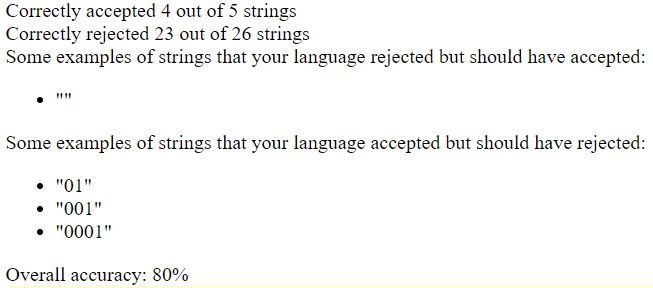 Correctly accepted 4 out of 5 strings
Correctly rejected 23 out of 26 strings
Some examples of strings that your language rejected but should have accepted:
• ""
Some examples of strings that your language accepted but should have rejected:
• "01"
• "001"
• "0001"
Overall accuracy: 80%